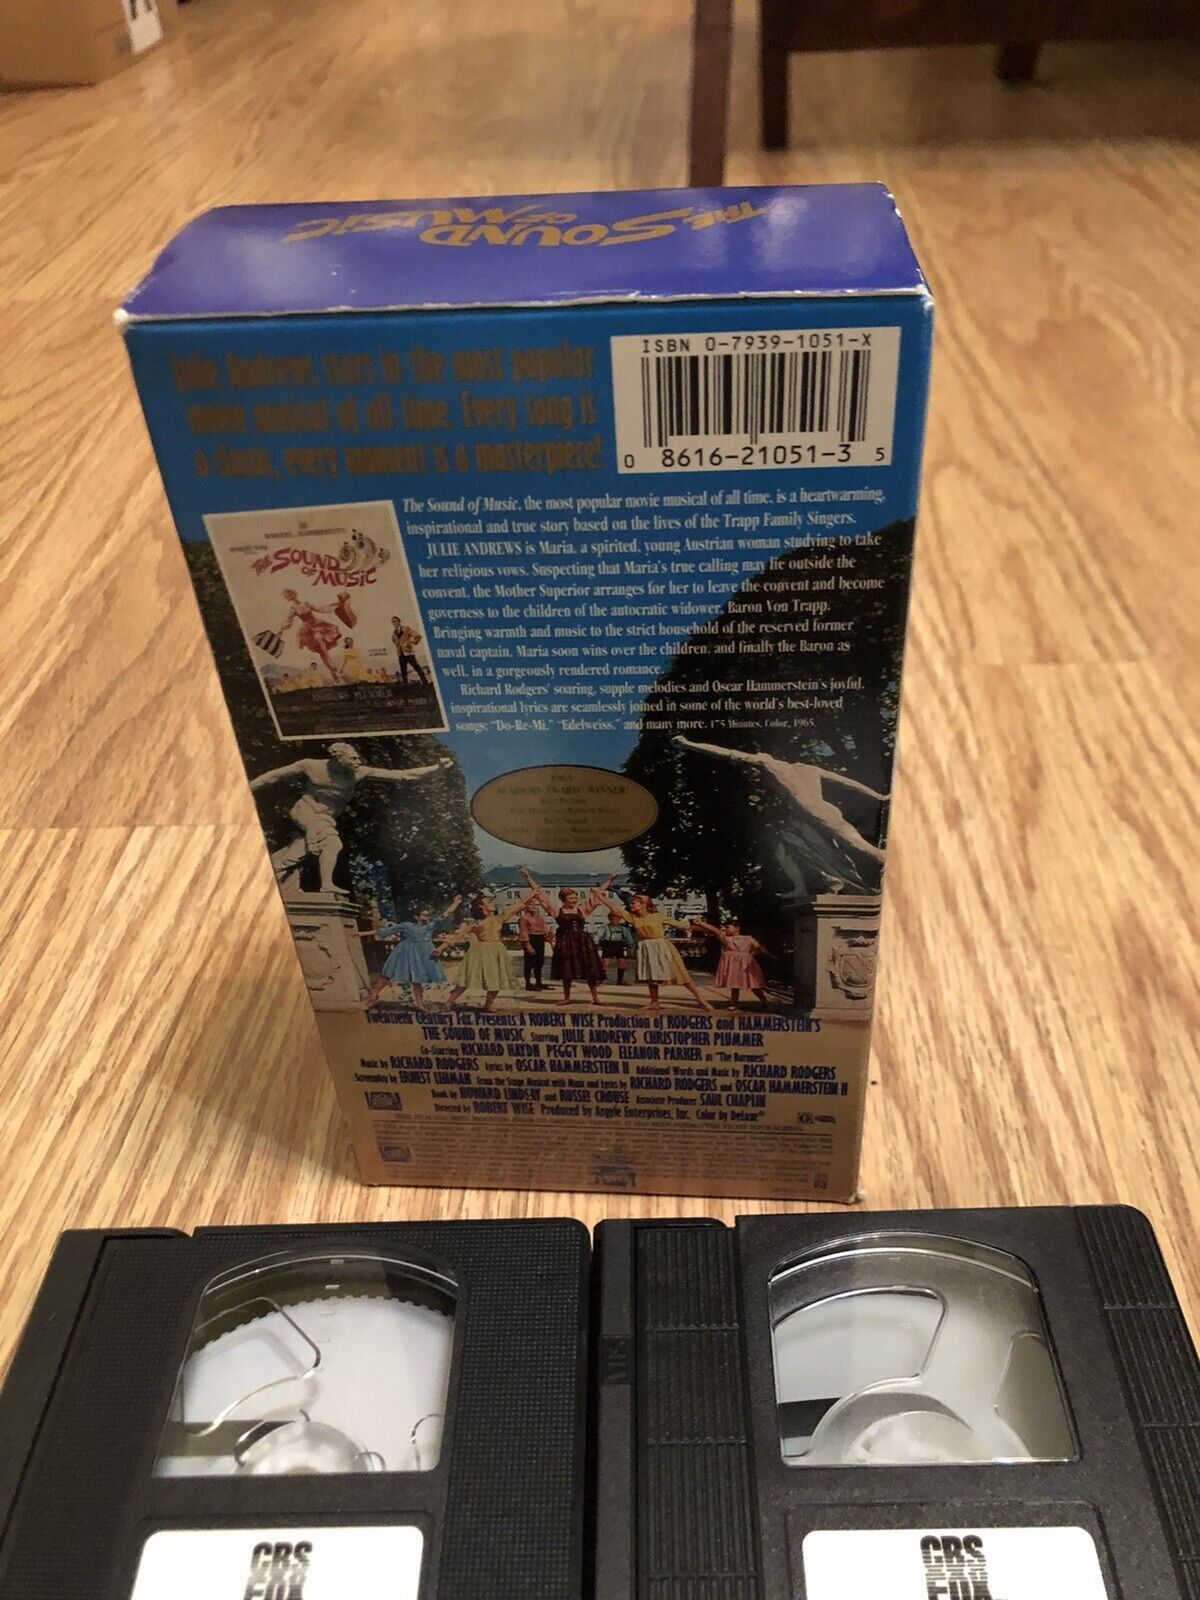 THE SOUND
OF MUSIC
Julie Andrews stars in the most popular
movie musical of all time. Every song is
a classic, every moment is a masterpiece!
ISBN 0-7939-1051-X
0 8616-21051-3 5
THE SOUND
OF MUSIC
The Sound of Music, the most popular movie musical of all time, is a heartwarming,
inspirational and true story based on the lives of the Trapp Family Singers.
JULIE ANDREWS is Maria, a spirited, young Austrian woman studying to take
her religious vows. Suspecting that Maria's true calling may lie outside the
convent, the Mother Superior arranges for her to leave the convent and become
governess to the children of the autocratic widower, Baron Von Trapp.
Bringing warmth and music to the strict household of the reserved former
naval captain, Maria soon wins over the children, and finally the Baron as
well, in a gorgeously rendered romance.
Richard Rodgers' soaring, supple melodies and Oscar Hammerstein's joyful,
inspirational lyrics are seamlessly joined in some of the world's best-loved
songs: "Do-Re-Mi," "Edelweiss," and many more. 175 Minutes. Color, 1965.
1965
ACADEMY AWARD WINNER!
Best Picture
Twentieth Century Fox Presents A ROBERT WISE Production of RODGERS and HAMMERSTEIN'S
THE SOUND OF MUSIC Starring JULIE ANDREWS CHRISTOPHER PLUMMER
Co-Starring RICHARD HAYDN PEGGY WOOD ELEANOR PARKER as "The Baroness"
Music by RICHARD RODGERS Lyrics by OSCAR HAMMERSTEIN II Additional Words and Music by RICHARD RODGERS
Screenplay by ERNEST LEHMAN From the Stage Musical with Music and Lyrics by RICHARD RODGERS and OSCAR HAMMERSTEIN II
Book by HOWARD LINDSAY and RUSSEL CROUSE Associate Producer SAUL CHAPLIN
Directed by ROBERT WISE Produced by Argyle Enterprises, Inc. Color by Deluxe®
G
CBS
FOX
CBS
FOX